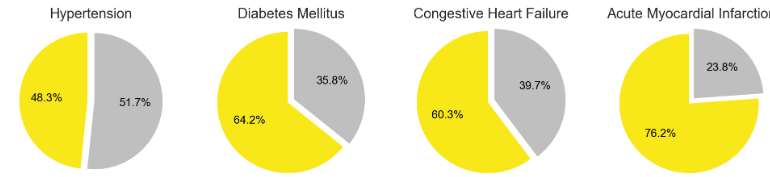 Hypertension
Diabetes Mellitus
Congestive Heart Failure
Acute Myocardial Infarction
48.3%
51.7%
64.2%
35.8%
60.3%
39.7%
76.2%
23.8%